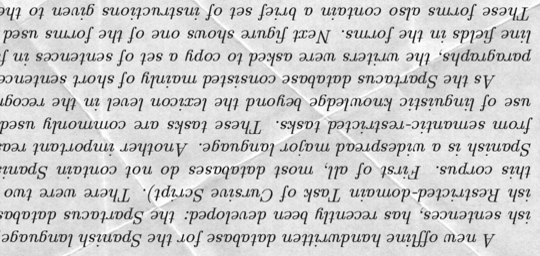 A new offline handwritten database for the Spanish language
ish sentences, has recently been developed: the Spartacus databas
ish Restricted-domain Task of Cursive Script). There were two
this corpus. First of all, most databases do not contain Spani
Spanish is a widespread major language. Another important rea
from semantic-restricted tasks. These tasks are commonly used
use of linguistic knowledge beyond the lexicon level in the recog
As the Spartacus database consisted mainly of short sentence
paragraphs, the writers were asked to copy a set of sentences in f
line fields in the forms. Next figure shows one of the forms used
These forms also contain a brief set of instructions given to the